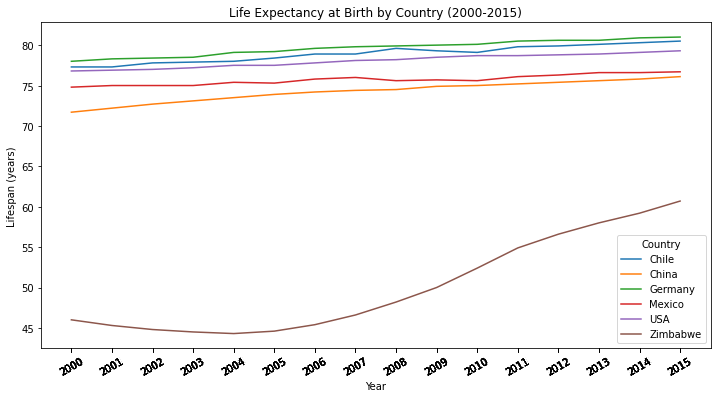 Life Expectancy at Birth by Country (2000-2015)
Lifespan (years)
80
75
70
65
60
55
50
45
Country
Chile
China
Germany
Mexico
USA
Zimbabwe
2000 2001 2002 2003 2004 2005 2006 2007 2008 2009 2010 2011 2012 2013 2014 2015
Year